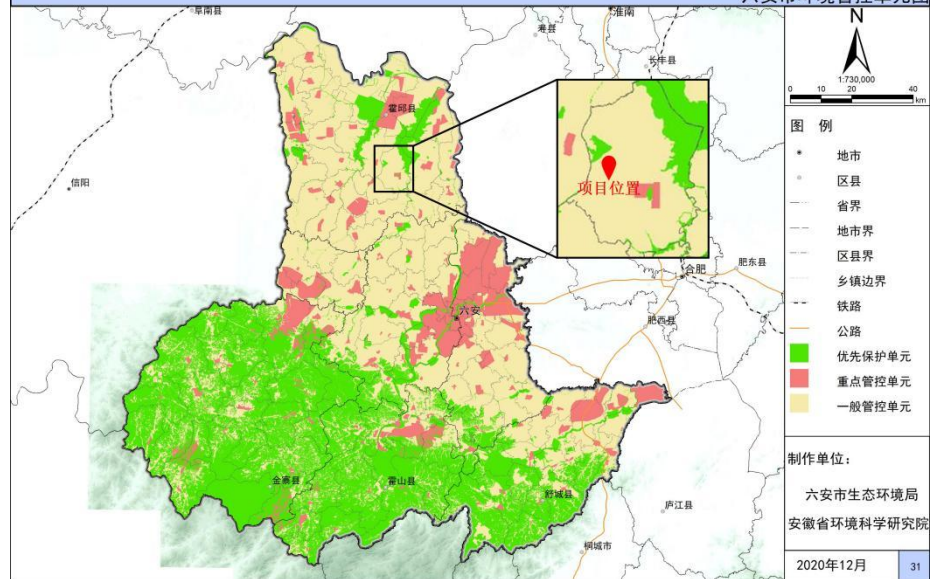 六安市环境管控单元图
阜南县
淮南
寿县
长丰县
霍邱县
信阳
项目位置
合肥
肥东县
肥西县
六安
金寨县
霍山县
舒城县
庐江县
桐城市
N
1:730,000
0 10 20 40
km
图 例
地市
区县
省界
地市界
区县界
乡镇边界
铁路
公路
优先保护单元
重点管控单元
一般管控单元
制作单位：
六安市生态环境局
安徽省环境科学研究院
2020年12月
31